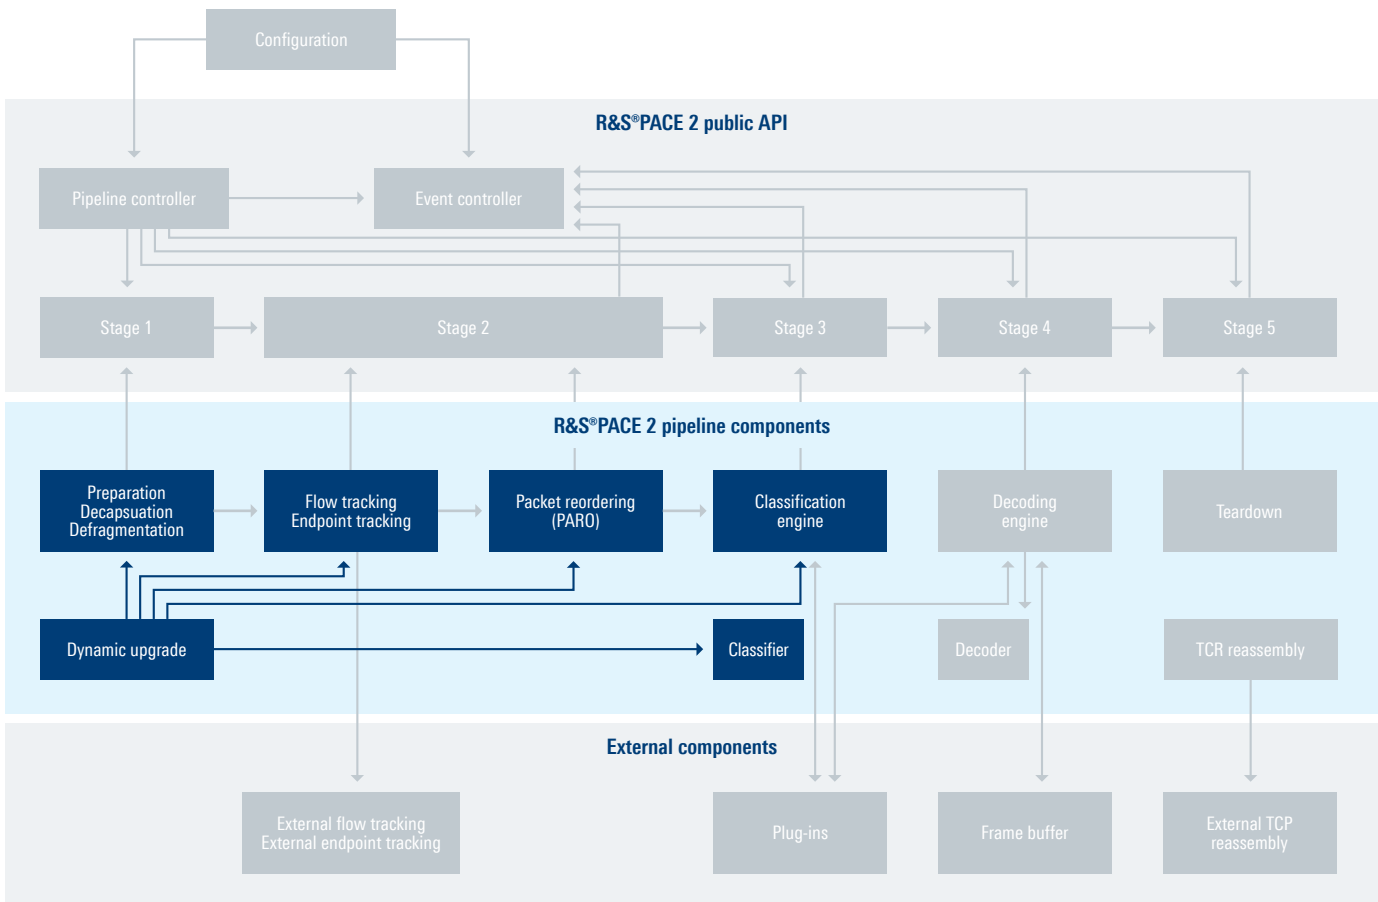 Configuration
R&S®PACE 2 public API
Pipeline controller
Event controller
Stage 1
Stage 2
Stage 3
Stage 4
Stage 5
R&S®PACE 2 pipeline components
Preparation
Decapsuation
Defragmentation
Flow tracking
Endpoint tracking
Packet reordering
(PARO)
Classification
engine
Decoding
engine
Teardown
Dynamic upgrade
Classifier
Decoder
TCR reassembly
External components
External flow tracking
External endpoint tracking
Plug-ins
Frame buffer
External TCP
reassembly